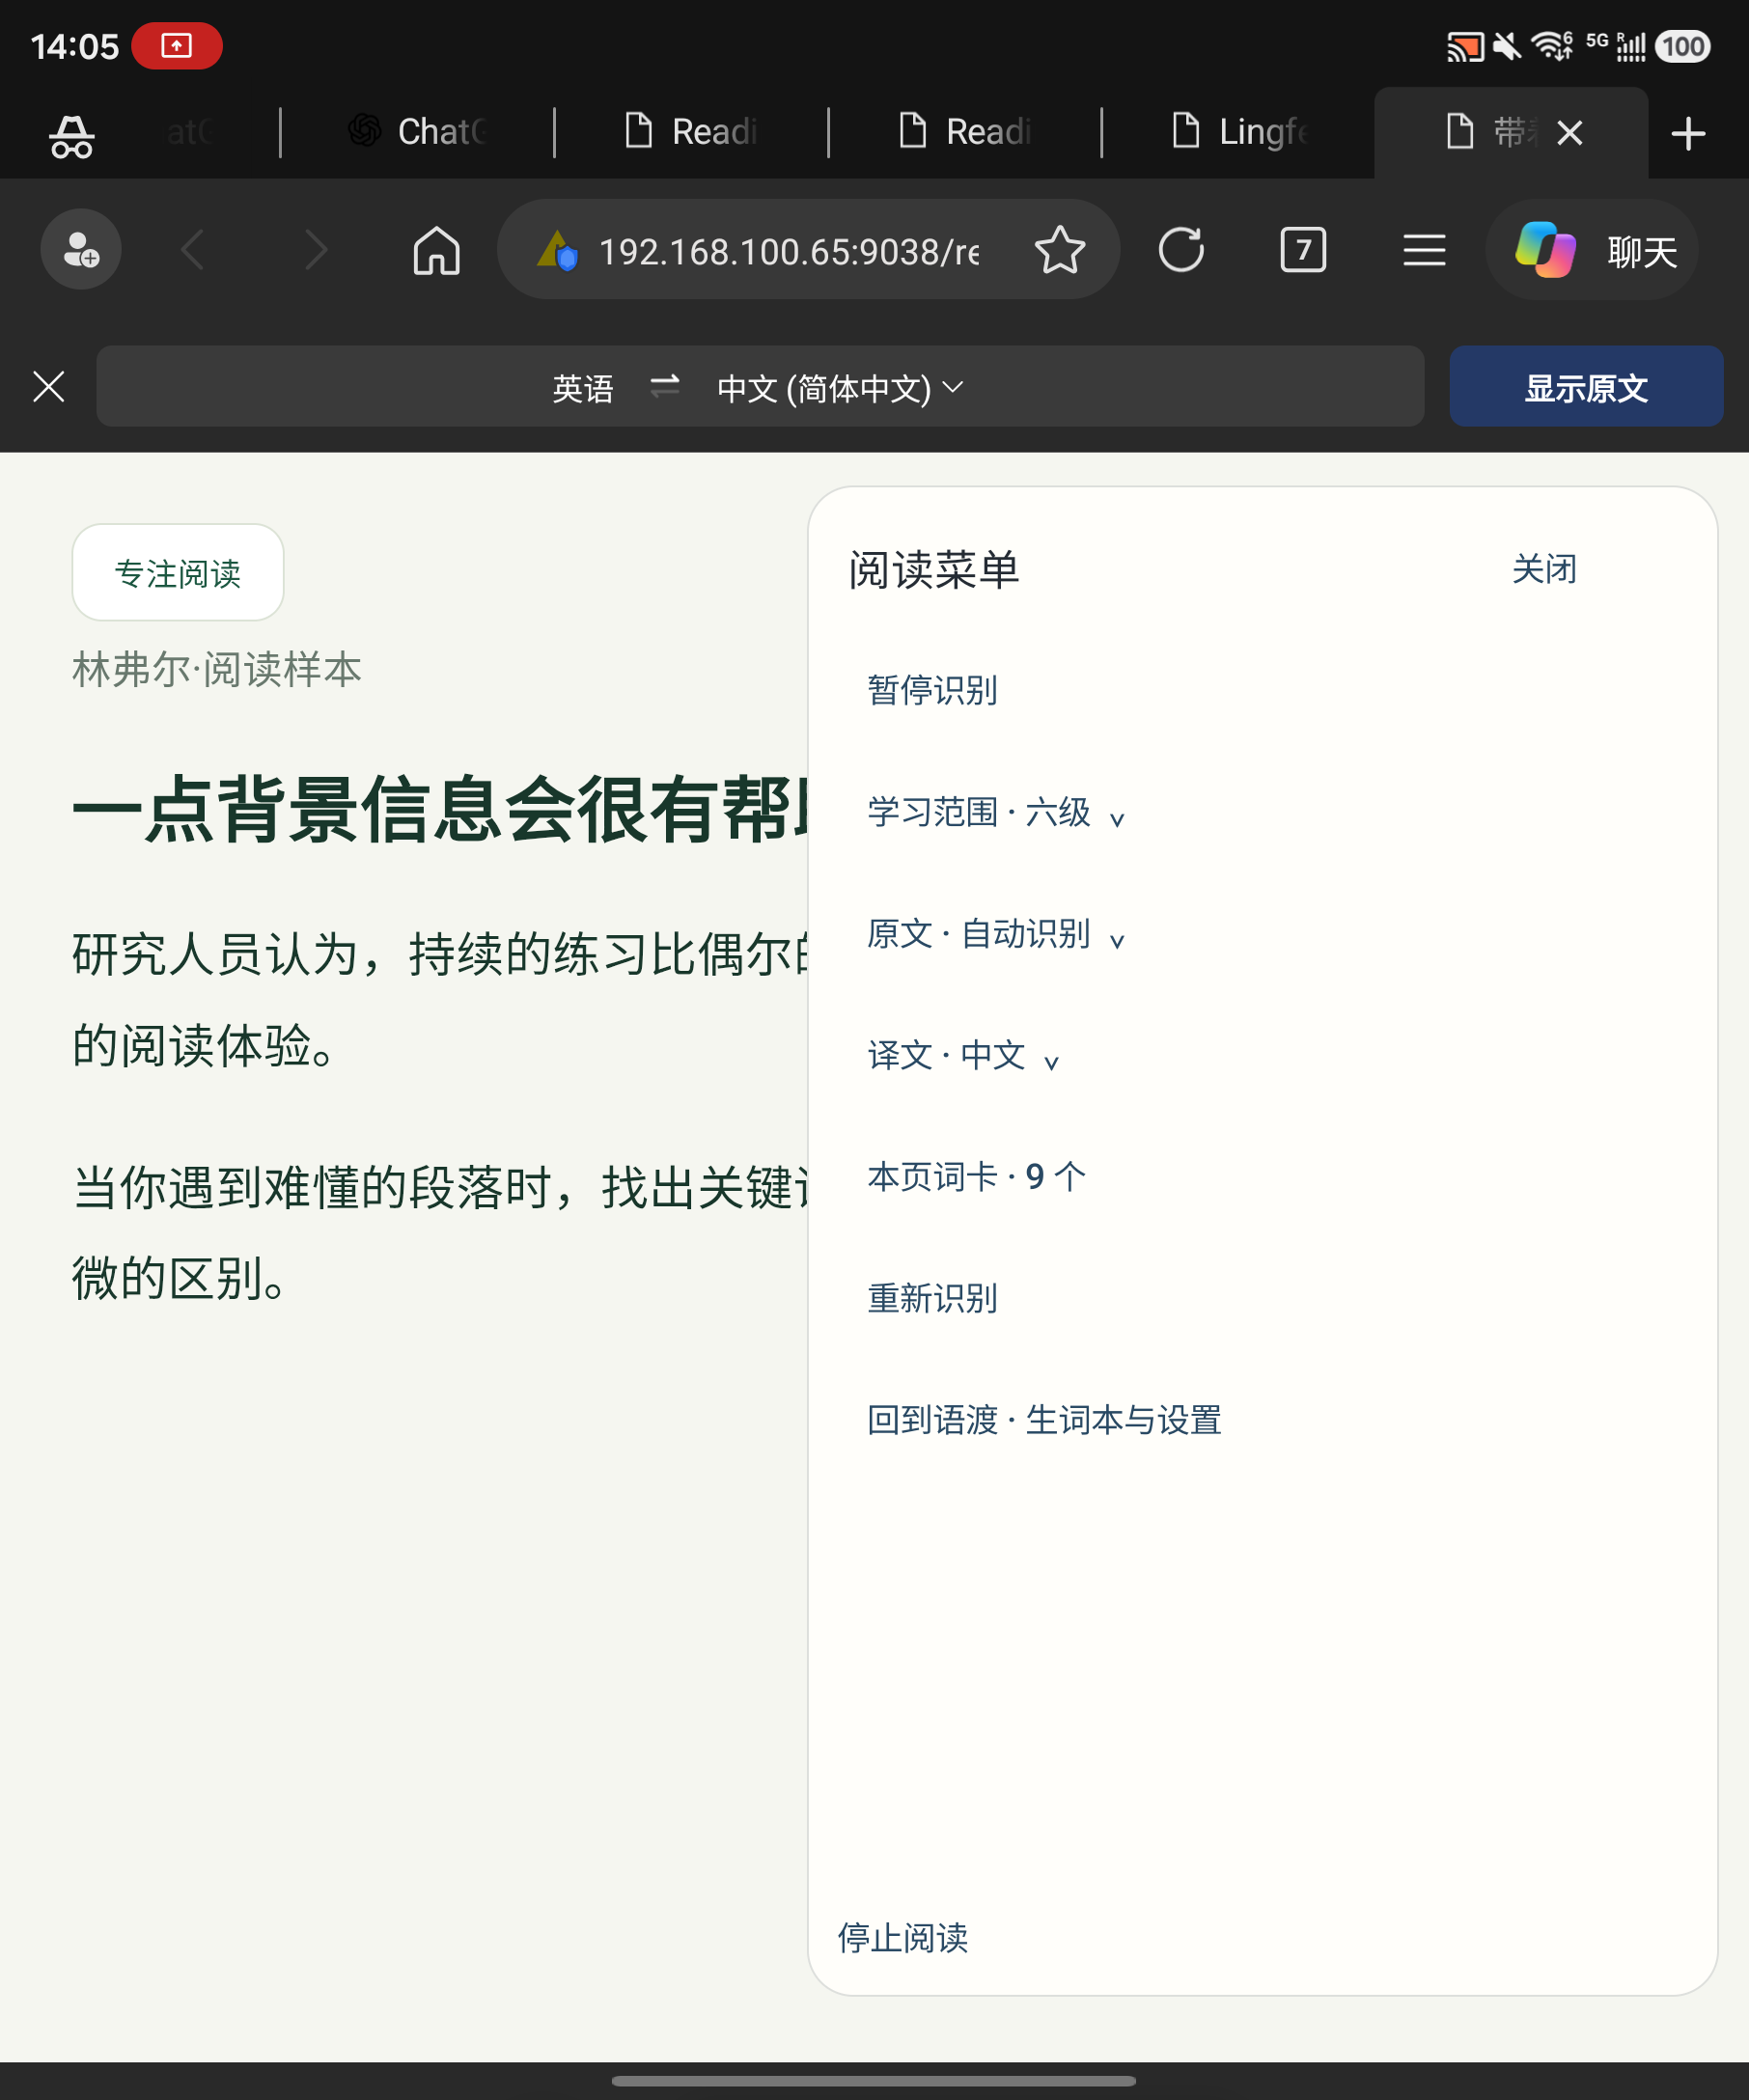 14:05
5G R 100
6
atG
ChatG
Readi
Readi
Lingfe
带着
192.168.100.65:9038/re
7
聊天
英语
中文 (简体中文)
显示原文
专注阅读
林弗尔·阅读样本
一点背景信息会很有帮
研究人员认为，持续的练习比偶尔
的阅读体验。
当你遇到难懂的段落时，找出关键
微的区别。
阅读菜单
关闭
暂停识别
学习范围 · 六级
原文 · 自动识别
译文 · 中文
本页词卡 · 9 个
重新识别
回到语渡 · 生词本与设置
停止阅读